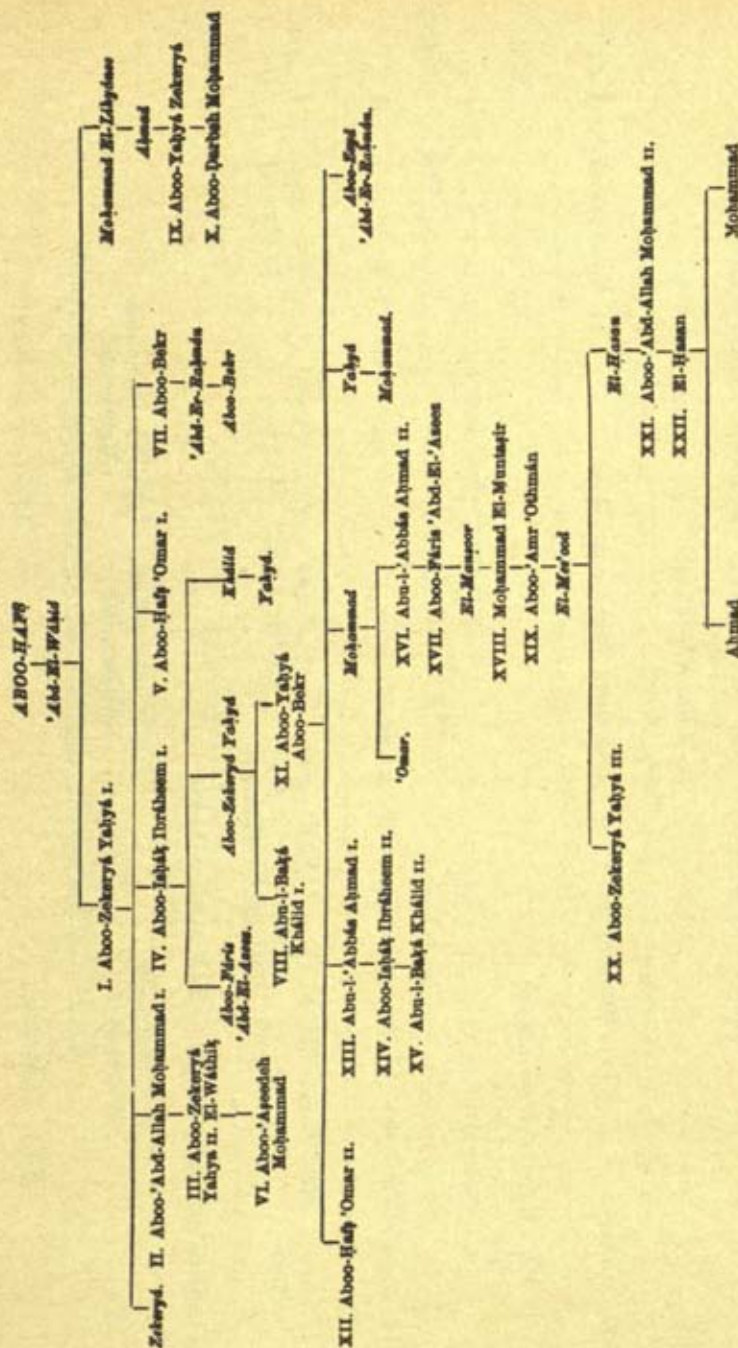 ABOO-ḤAFṢ
'Abd-El-Wáḥid
I. Aboo-Zekeryá Yaḥyá I.
Moḥammad El-Liḥyánee
Zekeryá. II. Aboo-'Abd-Allah Moḥammad I. IV. Aboo-Isḥáḳ Ibráheem I. V. Aboo-Ḥafṣ 'Omar I. VII. Aboo-Bekr
Aḥmad
III. Aboo-Zekeryá
Yaḥya II. El-Wáthiḳ
Aboo-Fáris
'Abd-El-Azeez.
Aboo-Zekeryá Yaḥyá
Khálid
'Abd-Er-Raḥmán
IX. Aboo-Yaḥyá Zekeryá
VI. Aboo-'Aṣeedeh
Moḥammad
VIII. Abu-l-Baḳá
Khálid I.
XI. Aboo-Yaḥyá
Aboo-Bekr
Yaḥyá.
Aboo-Bekr
X. Aboo-Ḍarbah Moḥammad
XII. Aboo-Ḥafṣ 'Omar II.
XIII. Abu-l-'Abbás Aḥmad I.
Moḥammad
Yaḥyá
Aboo-Seyd
'Abd-Er-Raḥmán.
XIV. Aboo-Isḥáḳ Ibráheem II.
'Omar.
XVI. Abu-l-'Abbás Aḥmad II.
Moḥammad.
XV. Abu-l-Baḳá Khálid II.
XVII. Aboo-Fáris 'Abd-El-'Azeez
El-Manṣoor
XVIII. Moḥammad El-Muntaṣir
XIX. Aboo-'Amr 'Othmán
El-Mes'ood
XX. Aboo-Zekeryá Yaḥyá III.
El-Ḥasan
XXI. Aboo-'Abd-Allah Moḥammad II.
XXII. El-Ḥasan
Aḥmad
Moḥammad